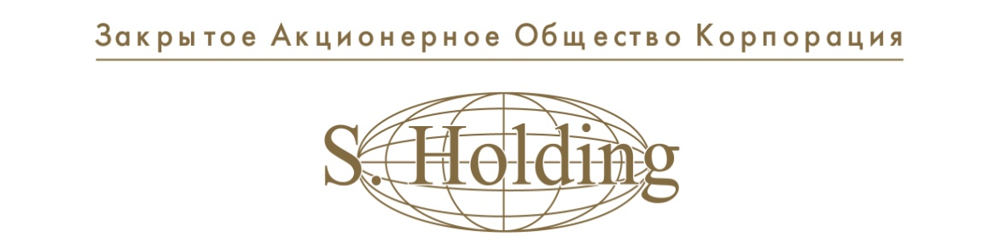 Закрытое Акционерное Общество Корпорация
S. Holding